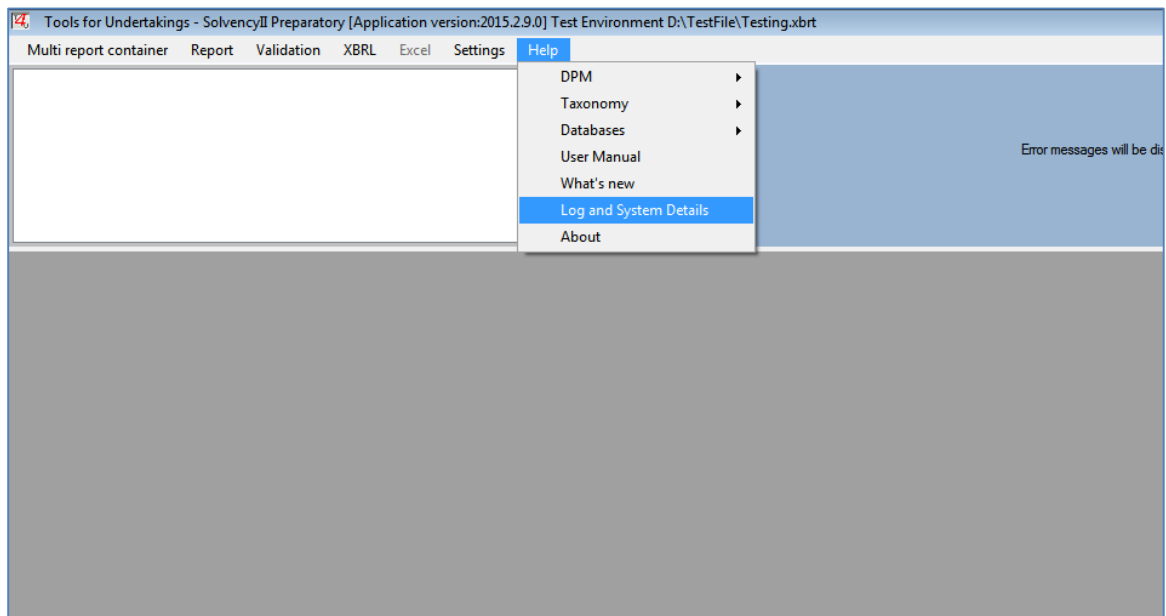 Tools for Undertakings - SolvencyII Preparatory [Application version:2015.2.9.0] Test Environment D:\TestFile\Testing.xbrt
Multi report container Report Validation XBRL Excel Settings Help
DPM
Taxonomy
Databases
User Manual
What's new
Log and System Details
About
Error messages will be